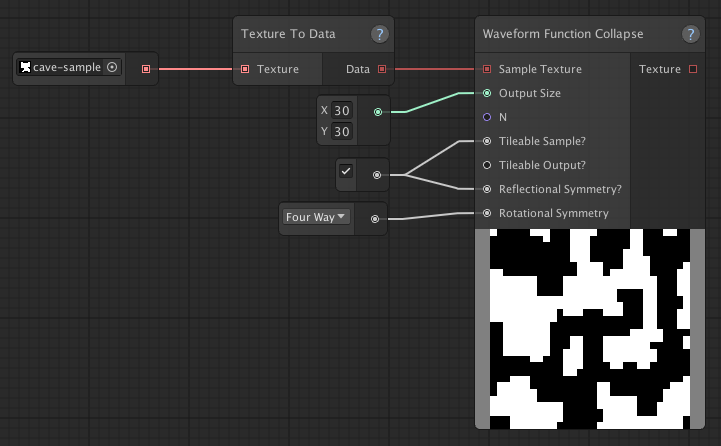 Texture To Data ?
Waveform Function Collapse ?
cave-sample
Texture
Data
Sample Texture
Texture
Output Size
X 30
Y 30
N
Tileable Sample?
Tileable Output?
Reflectional Symmetry?
Four Way
Rotational Symmetry